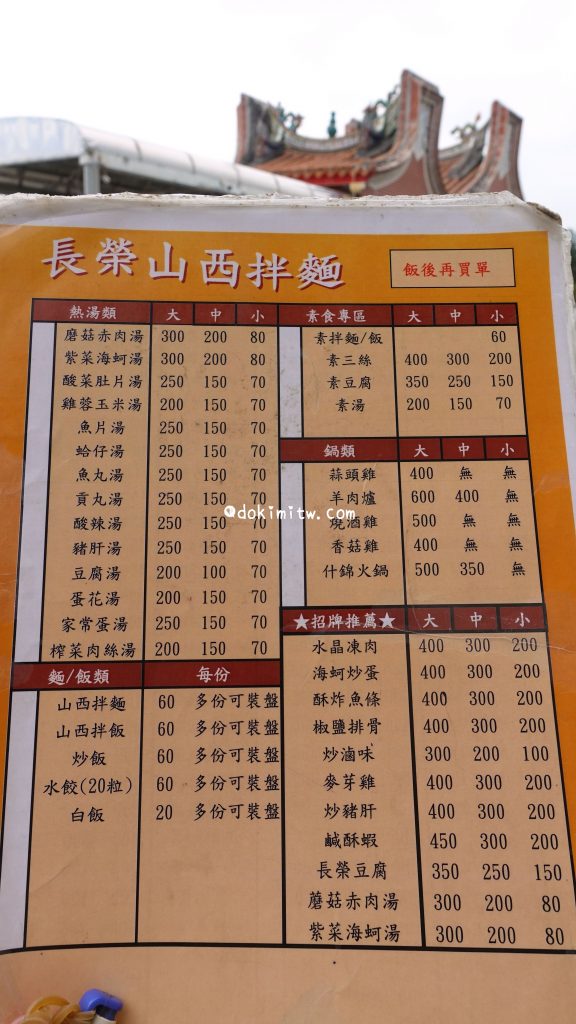 長榮山西拌麵
飯後再買單
熱湯類 大 中 小
蘑菇赤肉湯 300 200 80
紫菜海蚵湯 300 200 80
酸菜肚片湯 250 150 70
雞蓉玉米湯 200 150 70
魚片湯 250 150 70
蛤仔湯 250 150 70
魚丸湯 250 150 70
貢丸湯 250 150 70
酸辣湯 250 150 70
豬肝湯 250 150 70
豆腐湯 200 100 70
蛋花湯 200 150 70
家常蛋湯 250 150 70
榨菜肉絲湯 200 150 70
麵/飯類 每份
山西拌麵 60 多份可裝盤
山西拌飯 60 多份可裝盤
炒飯 60 多份可裝盤
水餃(20粒) 60 多份可裝盤
白飯 20 多份可裝盤
素食專區 大 中 小
素拌麵/飯 60
素三絲 400 300 200
素豆腐 350 250 150
素湯 200 150 70
鍋類 大 中 小
蒜頭雞 400 無 無
羊肉爐 600 400 無
燒酒雞 500 無 無
香菇雞 400 無 無
什錦火鍋 500 350 無
★招牌推薦★ 大 中 小
水晶凍肉 400 300 200
海蚵炒蛋 400 300 200
酥炸魚條 400 300 200
椒鹽排骨 400 300 200
炒滷味 300 200 100
麥芽雞 400 300 200
炒豬肝 400 300 200
鹹酥蝦 450 300 200
長榮豆腐 350 250 150
蘑菇赤肉湯 300 200 80
紫菜海蚵湯 300 200 80
@dokimitw.com